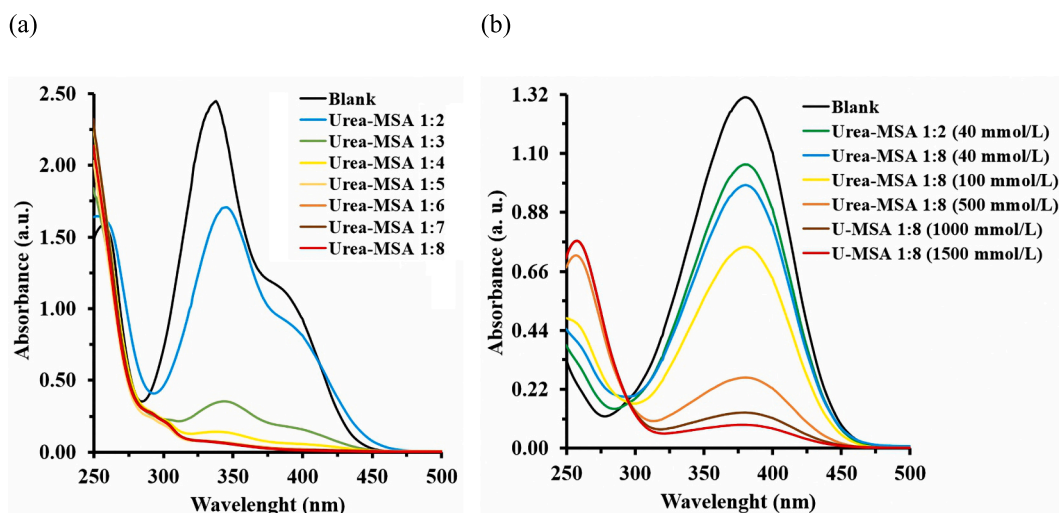 (a)
(b)
2.50
2.00
1.50
1.00
0.50
0.00
Absorbance (a.u.)
250
300
350
400
450
500
Wavelenght (nm)
Blank
Urea-MSA 1:2
Urea-MSA 1:3
Urea-MSA 1:4
Urea-MSA 1:5
Urea-MSA 1:6
Urea-MSA 1:7
Urea-MSA 1:8
1.32
1.10
0.88
0.66
0.44
0.22
0.00
Absorbance (a. u.)
250
300
350
400
450
500
Wavelenght (nm)
Blank
Urea-MSA 1:2 (40 mmol/L)
Urea-MSA 1:8 (40 mmol/L)
Urea-MSA 1:8 (100 mmol/L)
Urea-MSA 1:8 (500 mmol/L)
U-MSA 1:8 (1000 mmol/L)
U-MSA 1:8 (1500 mmol/L)